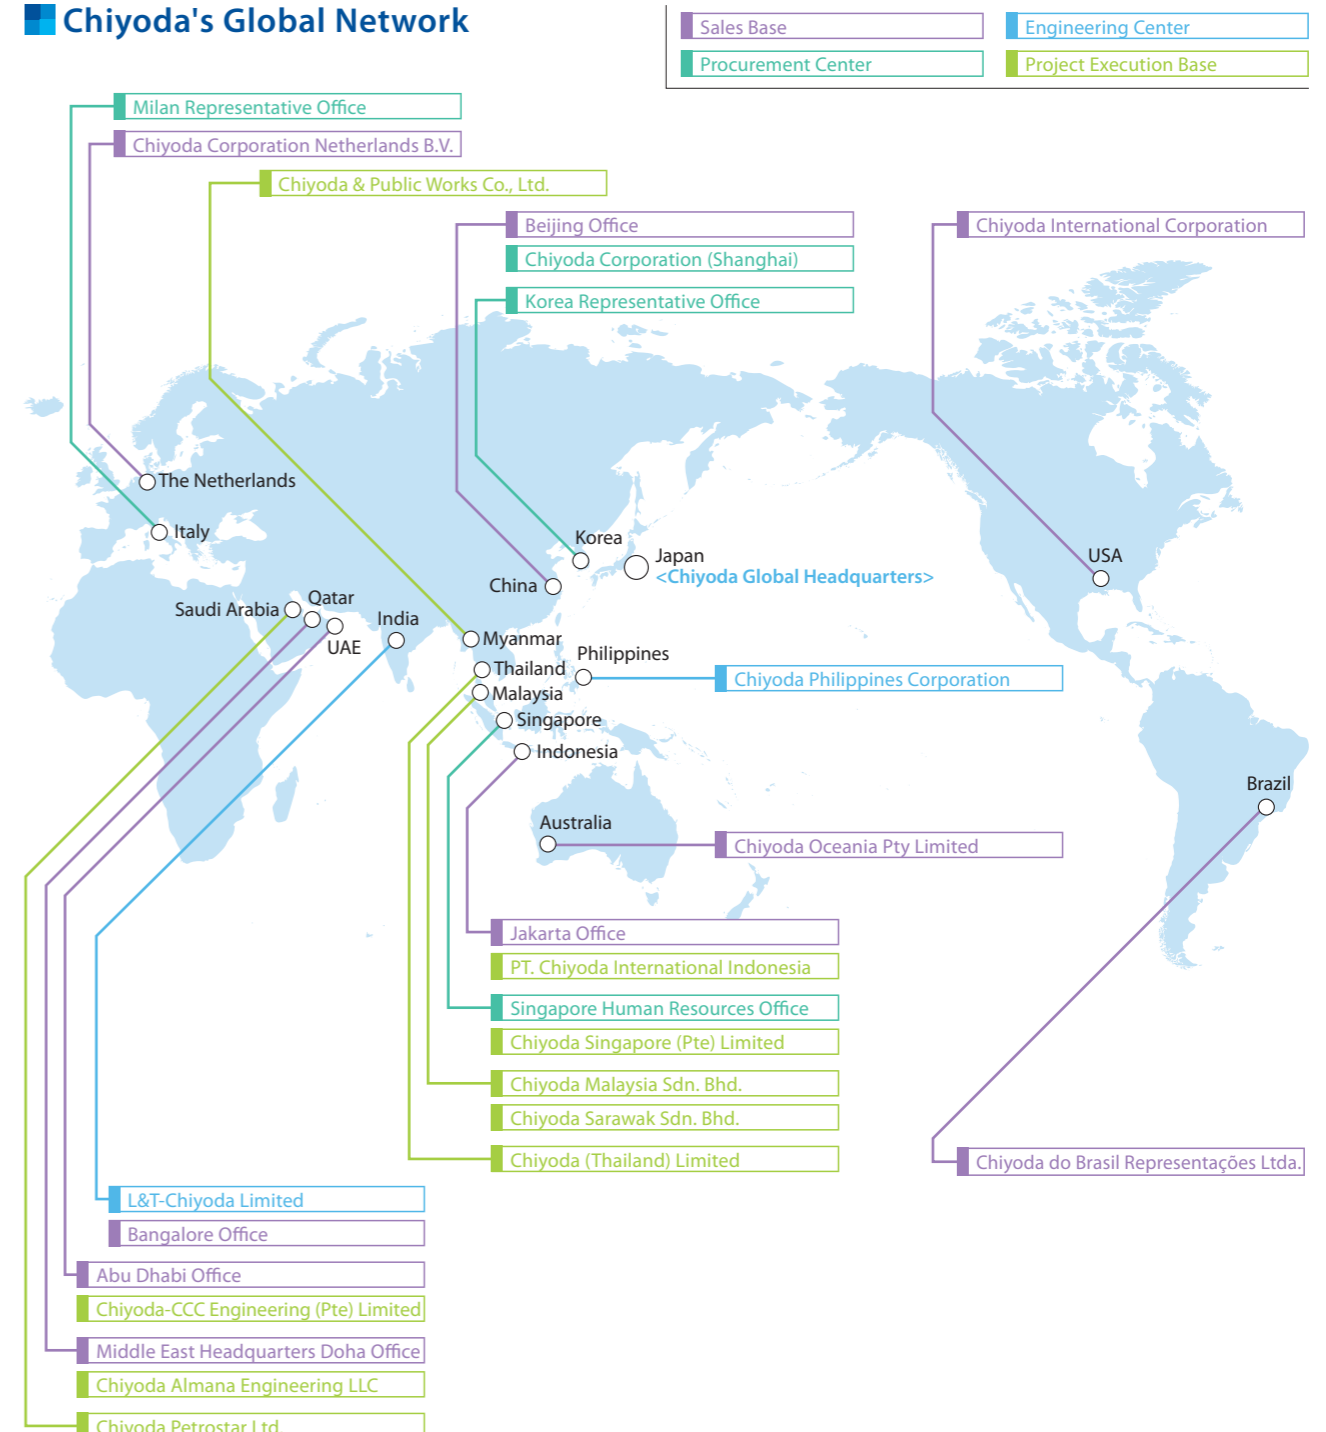 Chiyoda's Global Network
Sales Base
Engineering Center
Procurement Center
Project Execution Base
Milan Representative Office
Chiyoda Corporation Netherlands B.V.
Chiyoda & Public Works Co., Ltd.
Beijing Office
Chiyoda International Corporation
Chiyoda Corporation (Shanghai)
Korea Representative Office
The Netherlands
Italy
Korea
Japan
<Chiyoda Global Headquarters>
USA
China
Qatar
Saudi Arabia
India
UAE
Myanmar
Philippines
Thailand
Chiyoda Philippines Corporation
Malaysia
Singapore
Indonesia
Brazil
Australia
Chiyoda Oceania Pty Limited
Jakarta Office
PT. Chiyoda International Indonesia
Singapore Human Resources Office
Chiyoda Singapore (Pte) Limited
Chiyoda Malaysia Sdn. Bhd.
Chiyoda Sarawak Sdn. Bhd.
Chiyoda (Thailand) Limited
Chiyoda do Brasil Representações Ltda.
L&T-Chiyoda Limited
Bangalore Office
Abu Dhabi Office
Chiyoda-CCC Engineering (Pte) Limited
Middle East Headquarters Doha Office
Chiyoda Almana Engineering LLC
Chiyoda Petrostar Ltd.